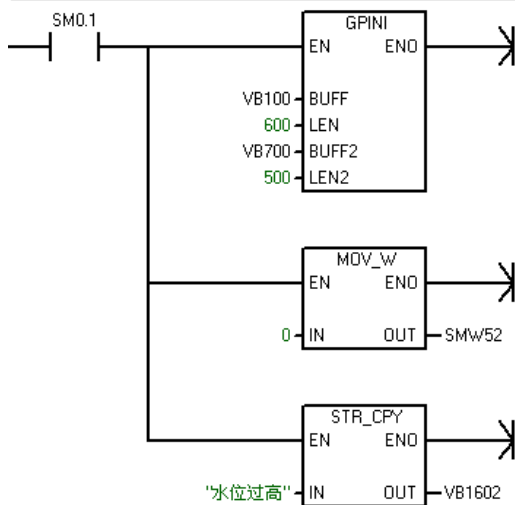 SM0.1
GPINI
EN ENO
VB100 BUFF
600 LEN
VB700 BUFF2
500 LEN2
MOV_W
EN ENO
0 IN OUT SMW52
STR_CPY
EN ENO
"水位过高" IN OUT VB1602